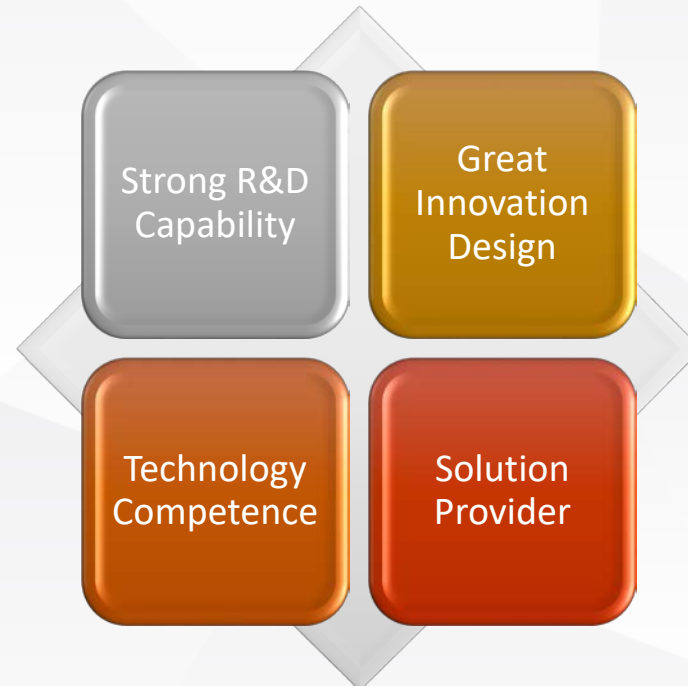 Strong R&D
Capability
Great
Innovation
Design
Technology
Competence
Solution
Provider